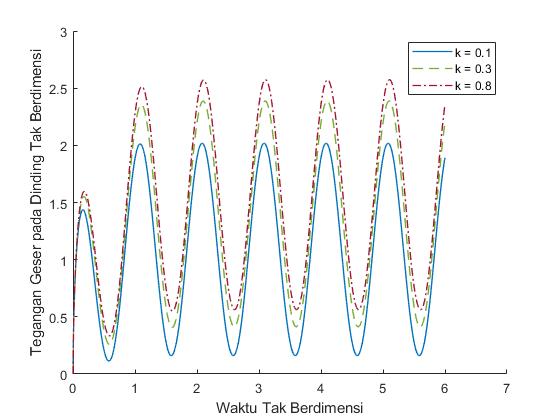 3
2.5
2
1.5
1
0.5
0
0 1 2 3 4 5 6 7
Tegangan Geser pada Dinding Tak Berdimensi
Waktu Tak Berdimensi
k = 0.1
k = 0.3
k = 0.8